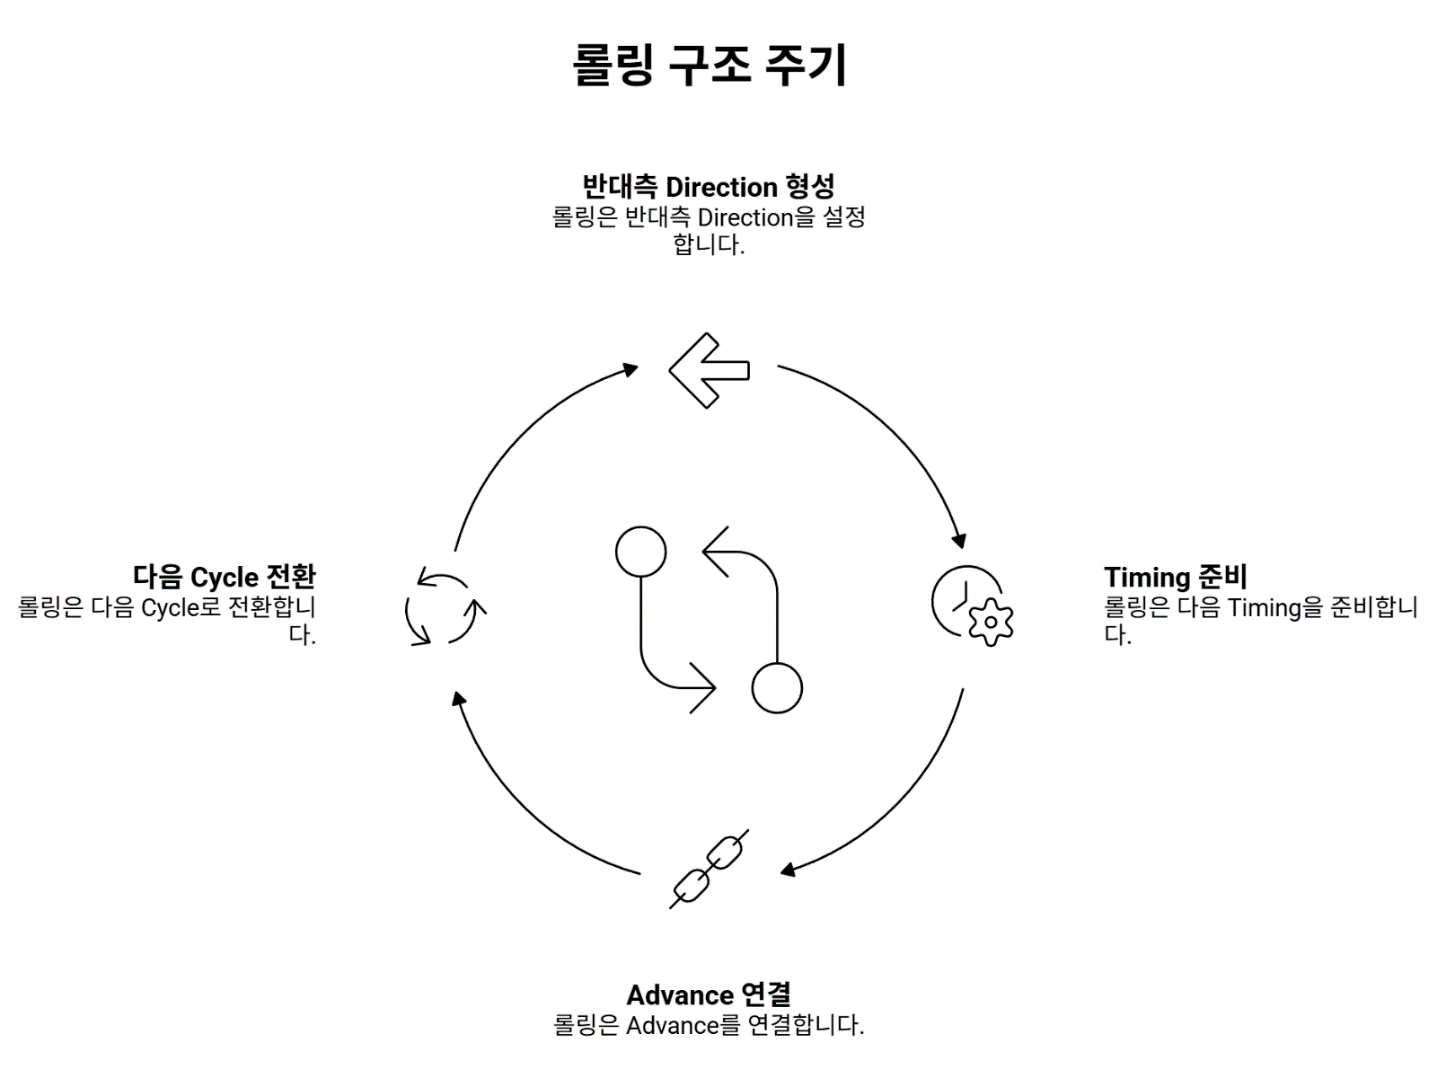 롤링 구조 주기
반대측 Direction 형성
롤링은 반대측 Direction을 설정
합니다.
다음 Cycle 전환
롤링은 다음 Cycle로 전환합니
다.
Timing 준비
롤링은 다음 Timing을 준비합니
다.
Advance 연결
롤링은 Advance를 연결합니다.